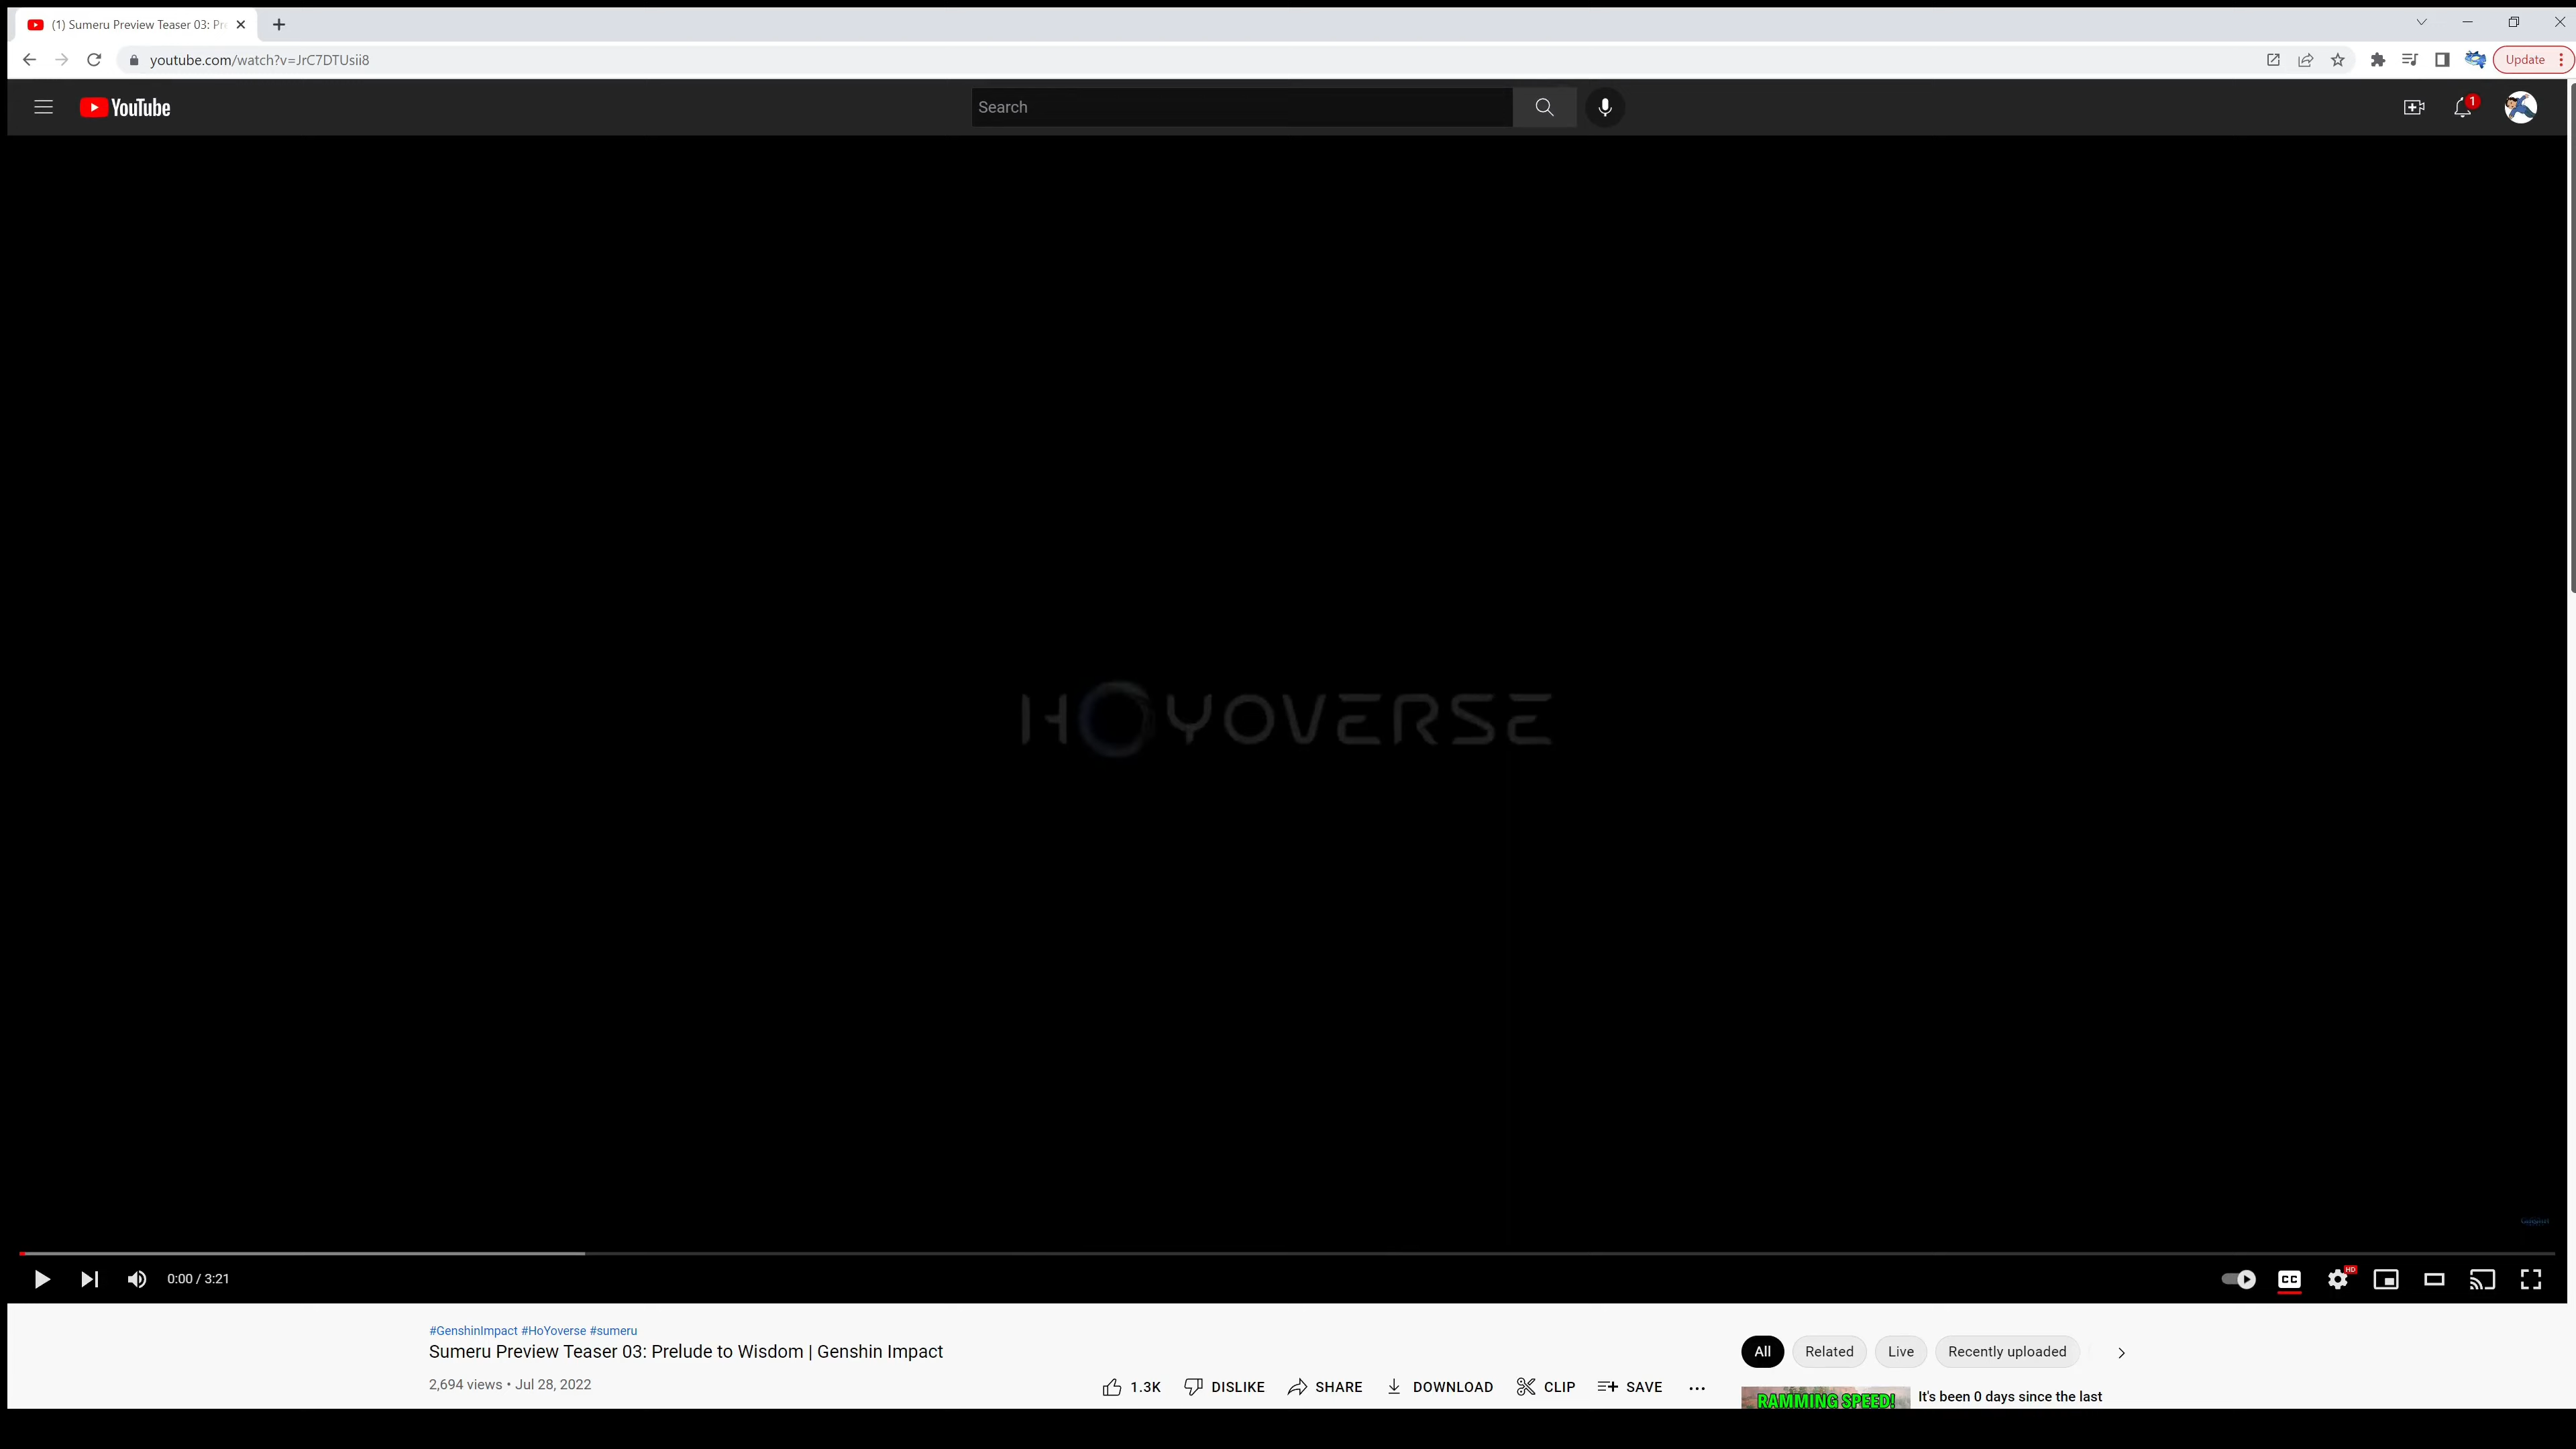 (1) Sumeru Preview Teaser 03: Pr
youtube.com/watch?v=JrC7DTUsii8
Update
YouTube
Search
1
HOYOVERSE
0:00 / 3:21
CC
HD
#GenshinImpact #HoYoverse #sumeru
Sumeru Preview Teaser 03: Prelude to Wisdom | Genshin Impact
2,694 views • Jul 28, 2022
1.3K
DISLIKE
SHARE
DOWNLOAD
CLIP
SAVE
All
Related
Live
Recently uploaded
RAMMING SPEED!
It's been 0 days since the last